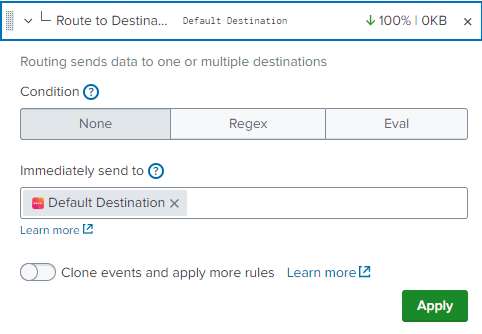 Route to Destina... Default Destination 100% | 0KB
Routing sends data to one or multiple destinations
Condition ?
None Regex Eval
Immediately send to ?
Default Destination
Learn more
Clone events and apply more rules Learn more
Apply